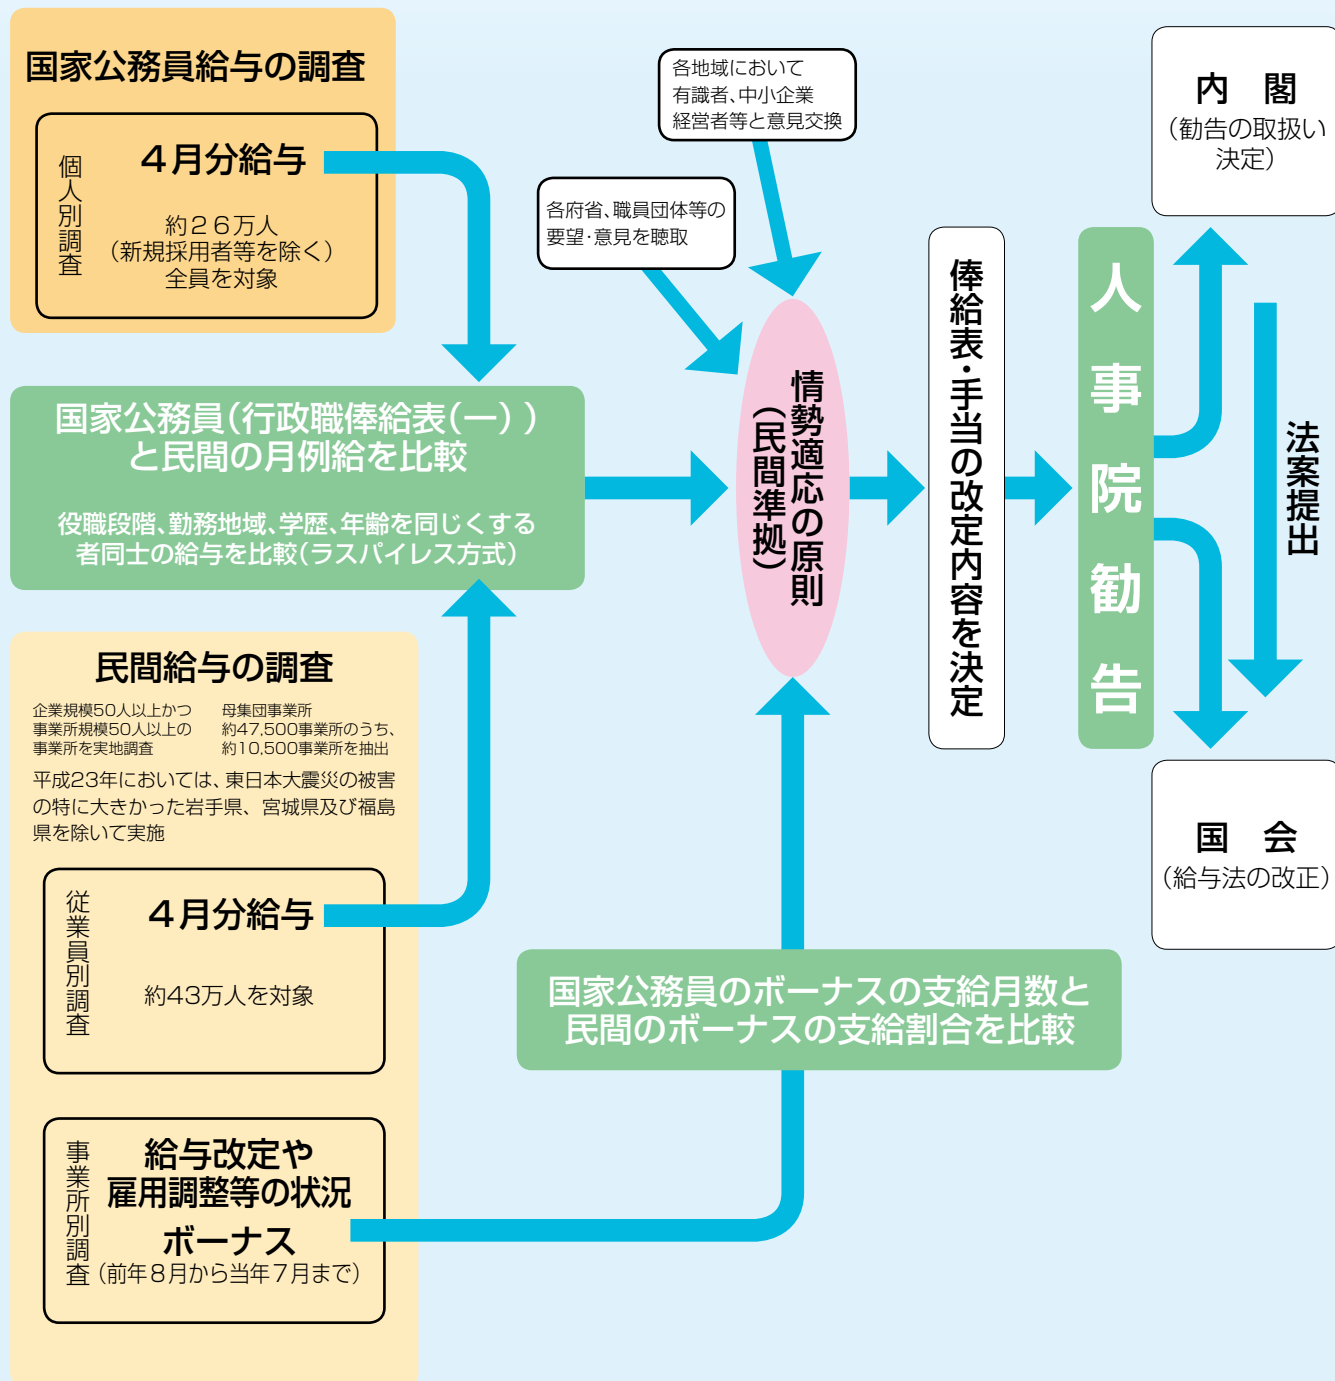 国家公務員給与の調査
個人別調査
4月分給与
約26万人
（新規採用者等を除く）
全員を対象
各地域において
有識者、中小企業
経営者等と意見交換
各府省、職員団体等の
要望・意見を聴取
国家公務員（行政職俸給表（一））
と民間の月例給を比較
役職段階、勤務地域、学歴、年齢を同じくする
者同士の給与を比較（ラスパイレス方式）
情勢適応の原則
（民間準拠）
俸給表・手当の改定内容を決定
人事院勧告
内　閣
（勧告の取扱い
決定）
法案提出
国　会
（給与法の改正）
民間給与の調査
企業規模50人以上かつ
事業所規模50人以上の
事業所を実地調査
母集団事業所
約47,500事業所のうち、
約10,500事業所を抽出
平成23年においては、東日本大震災の被害
の特に大きかった岩手県、宮城県及び福島
県を除いて実施
従業員別調査
4月分給与
約43万人を対象
国家公務員のボーナスの支給月数と
民間のボーナスの支給割合を比較
事業所別調査
給与改定や
雇用調整等の状況
ボーナス
（前年8月から当年7月まで）